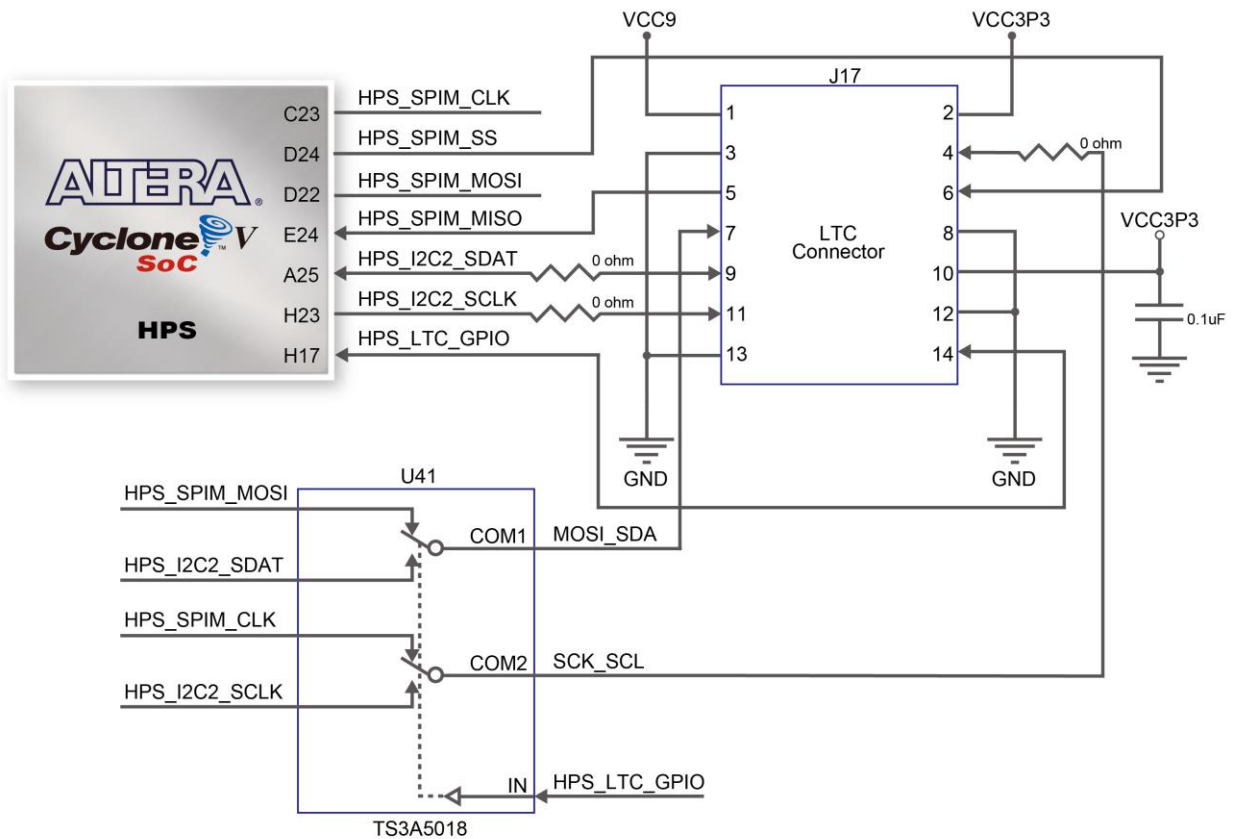 VCC9
VCC3P3
J17
C23
HPS_SPIM_CLK
D24
HPS_SPIM_SS
D22
HPS_SPIM_MOSI
E24
HPS_SPIM_MISO
A25
HPS_I2C2_SDAT
0 ohm
H23
HPS_I2C2_SCLK
0 ohm
H17
HPS_LTC_GPIO
ALTERA®
Cyclone™ V
SoC
HPS
1
2
3
4
0 ohm
5
6
7
8
9
10
11
12
13
14
LTC
Connector
VCC3P3
0.1uF
GND
GND
U41
HPS_SPIM_MOSI
COM1
MOSI_SDA
HPS_I2C2_SDAT
HPS_SPIM_CLK
COM2
SCK_SCL
HPS_I2C2_SCLK
IN
HPS_LTC_GPIO
TS3A5018